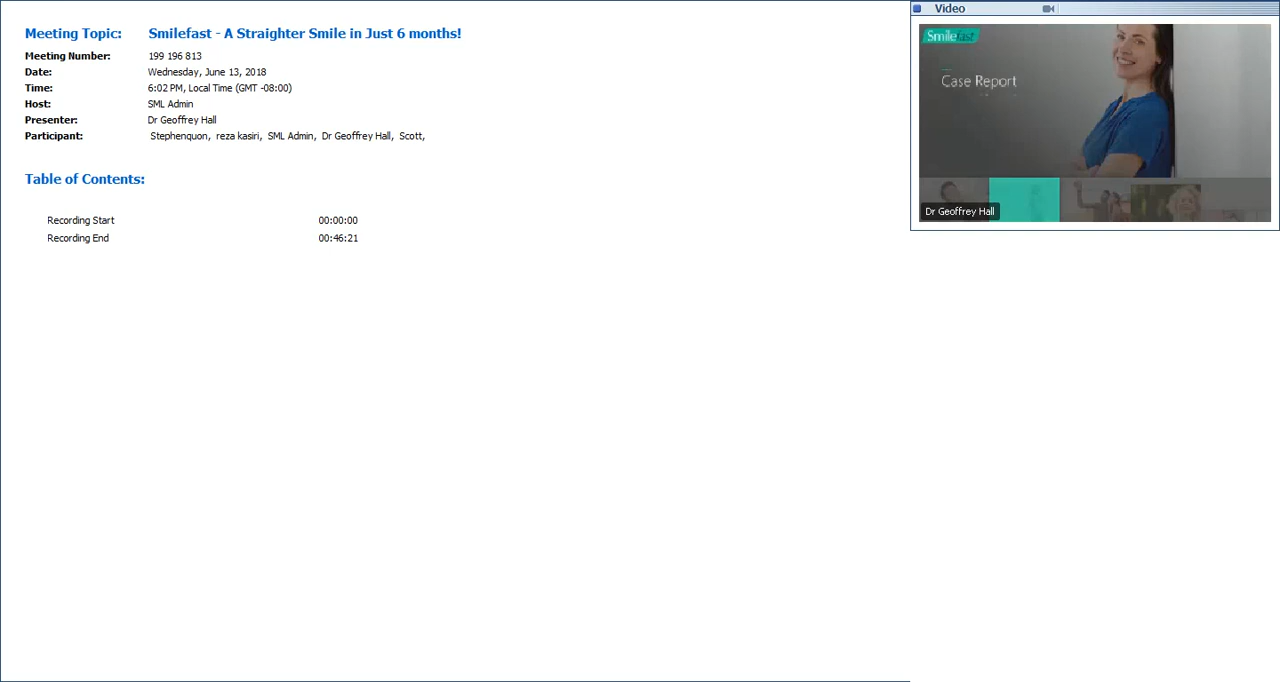 Meeting Topic: Smilefast - A Straighter Smile in Just 6 months!
Meeting Number: 199 196 813
Date: Wednesday, June 13, 2018
Time: 6:02 PM, Local Time (GMT -08:00)
Host: SML Admin
Presenter: Dr Geoffrey Hall
Participant: Stephenquon, reza kasiri, SML Admin, Dr Geoffrey Hall, Scott,
Table of Contents:
Recording Start 00:00:00
Recording End 00:46:21
Video
Smilefast
Case Report
Dr Geoffrey Hall